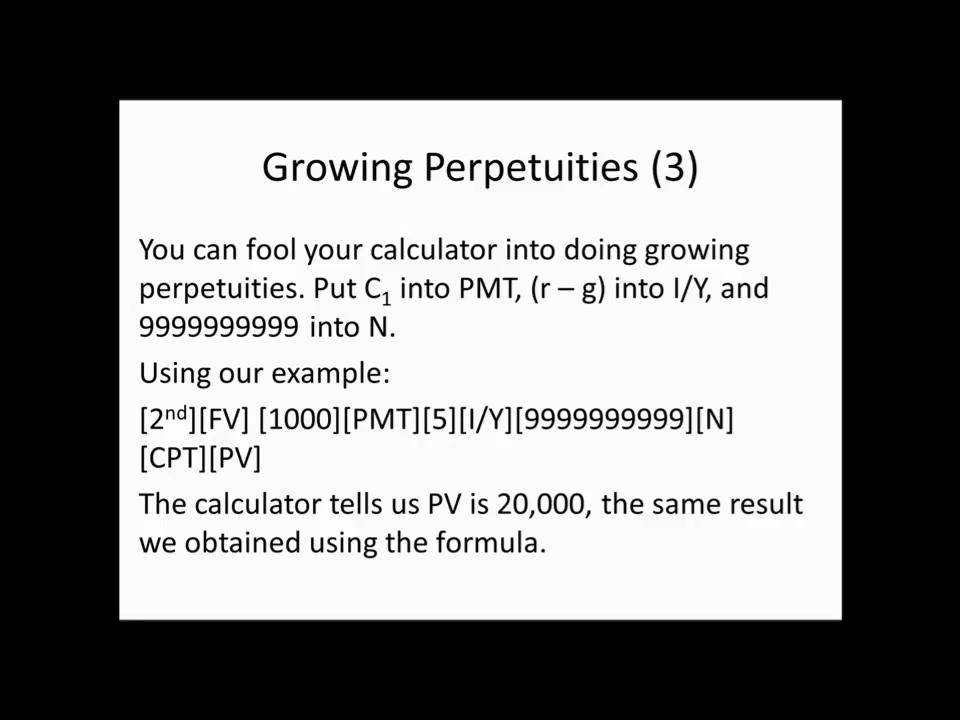 Growing Perpetuities (3)
You can fool your calculator into doing growing
perpetuities. Put C₁ into PMT, (r – g) into I/Y, and
9999999999 into N.
Using our example:
[2ⁿᵈ][FV] [1000][PMT][5][I/Y][9999999999][N]
[CPT][PV]
The calculator tells us PV is 20,000, the same result
we obtained using the formula.